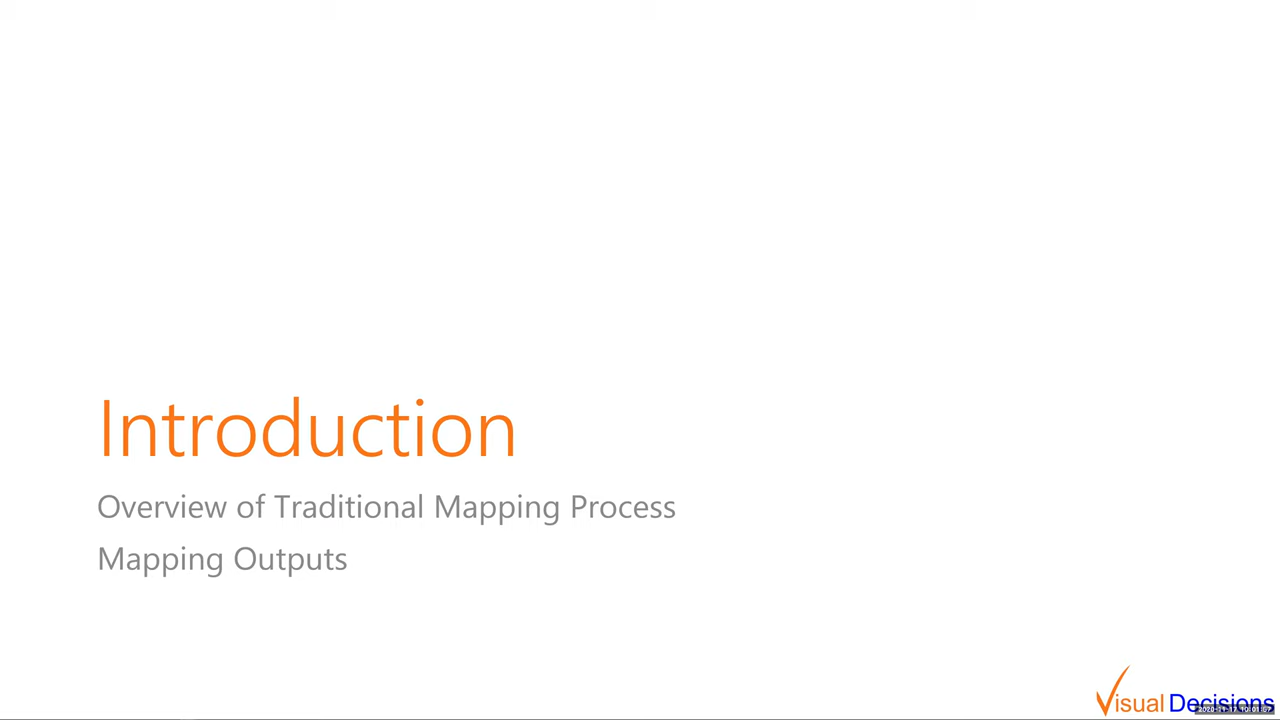 Introduction
Overview of Traditional Mapping Process
Mapping Outputs
Visual Decisions